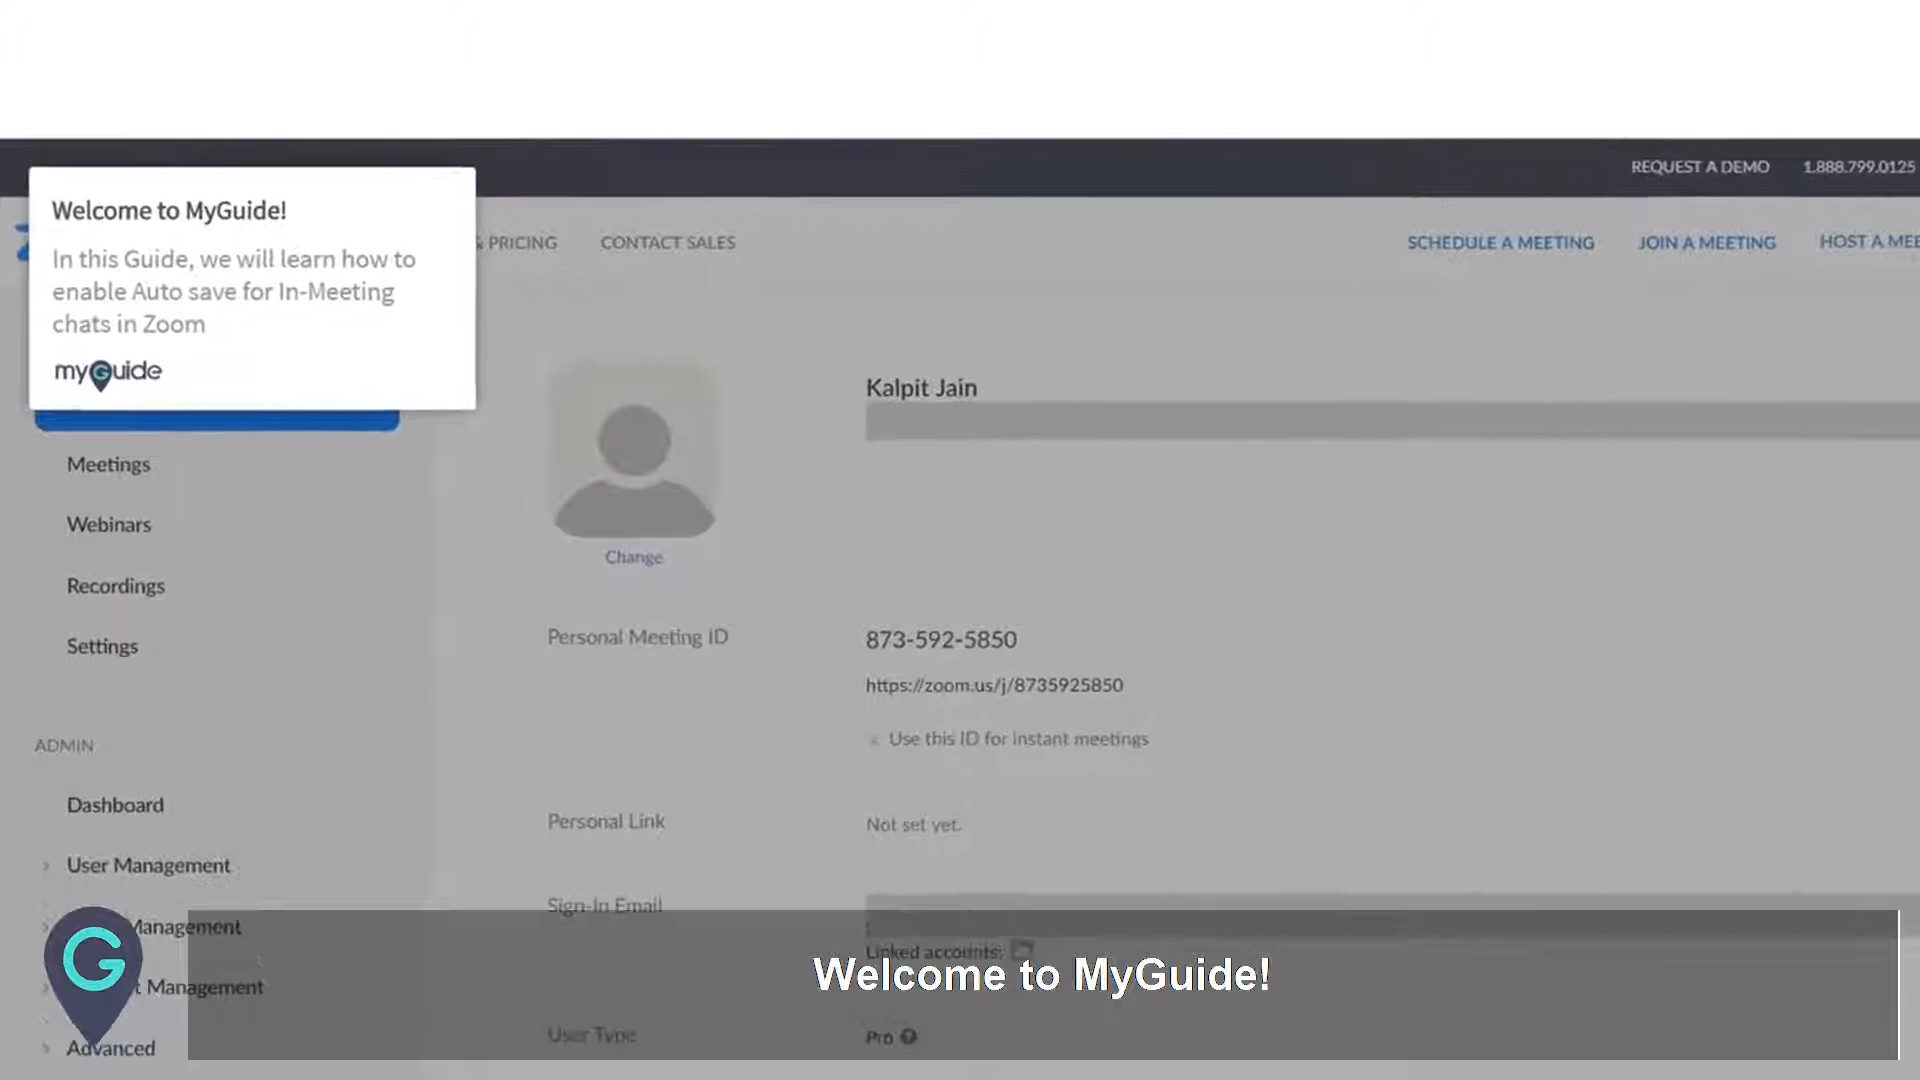 REQUEST A DEMO 1.888.799.0125
Welcome to MyGuide!
In this Guide, we will learn how to
enable Auto save for In-Meeting
chats in Zoom
myGuide
& PRICING CONTACT SALES
SCHEDULE A MEETING JOIN A MEETING HOST A MEE
Kalpit Jain
Change
Meetings
Webinars
Recordings
Settings
Personal Meeting ID 873-592-5850
https://zoom.us/j/8735925850
Use this ID for instant meetings
ADMIN
Dashboard
User Management
Management
t Management
Advanced
Personal Link Not set yet.
Sign-In Email
Linked accounts:
User Type Pro
G
Welcome to MyGuide!